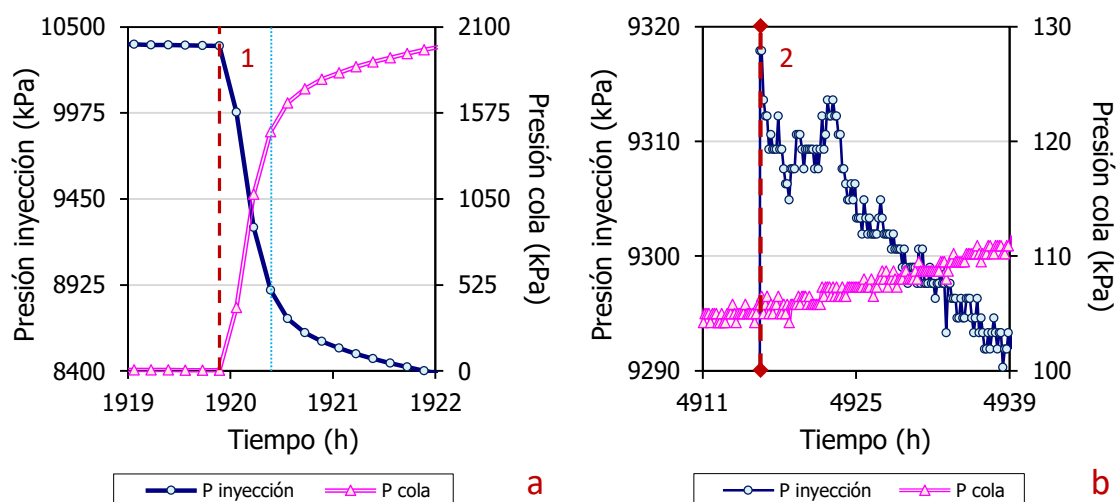 10500
9975
9450
8925
8400
Presión inyección (kPa)
1
2100
1575
1050
525
0
Presión cola (kPa)
1919 1920 1921 1922
Tiempo (h)
P inyección P cola
a
9320
9310
9300
9290
Presión inyección (kPa)
2
130
120
110
100
Presión cola (kPa)
4911 4925 4939
Tiempo (h)
P inyección P cola
b